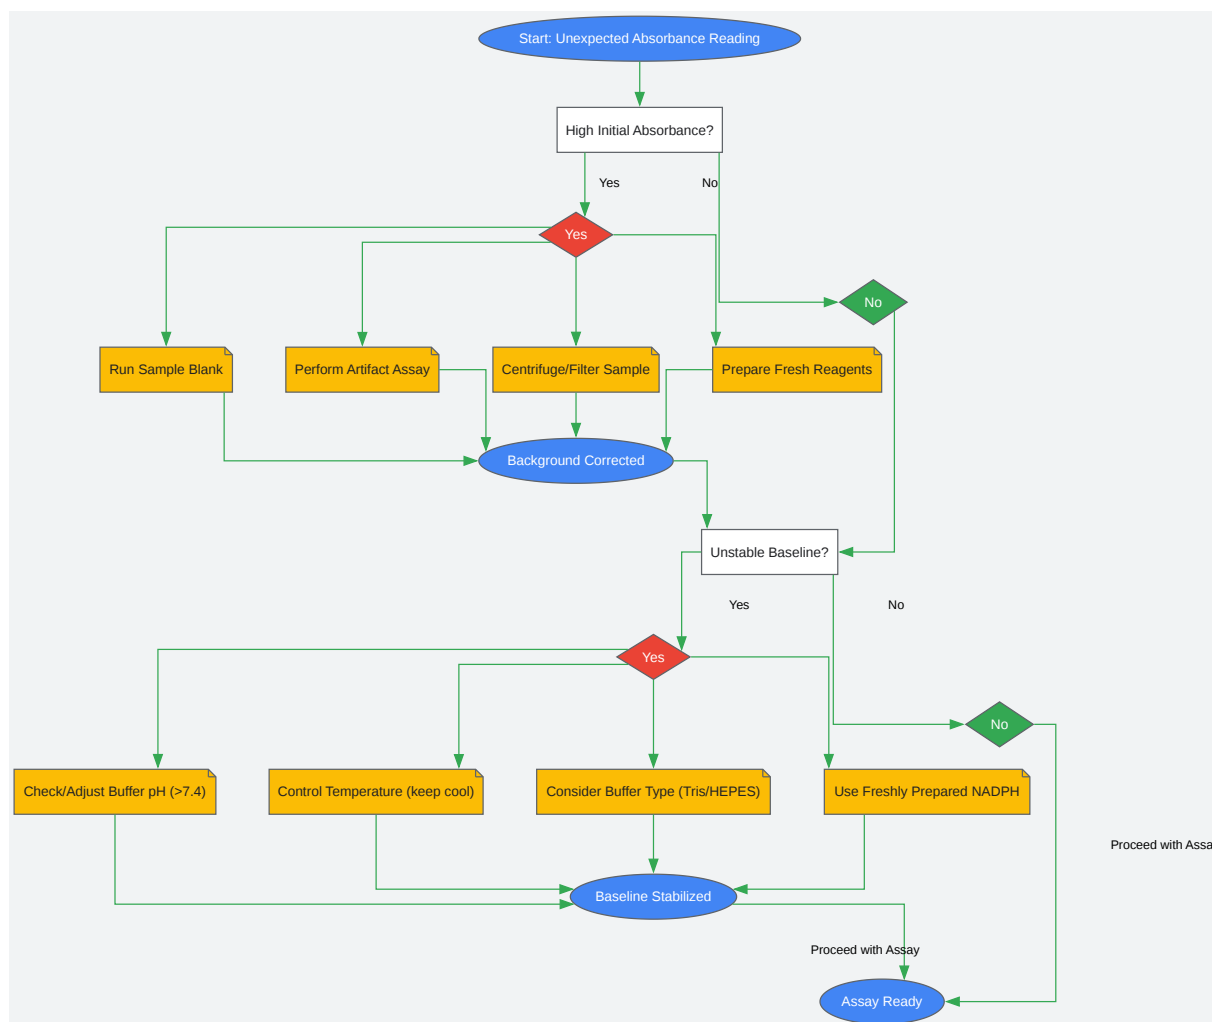 Start: Unexpected Absorbance Reading
High Initial Absorbance?
Yes
No
Yes
No
Run Sample Blank
Perform Artifact Assay
Centrifuge/Filter Sample
Prepare Fresh Reagents
Background Corrected
Unstable Baseline?
Yes
No
Yes
No
Check/Adjust Buffer pH (>7.4)
Control Temperature (keep cool)
Consider Buffer Type (Tris/HEPES)
Use Freshly Prepared NADPH
Proceed with Assa
Baseline Stabilized
Proceed with Assay
Assay Ready